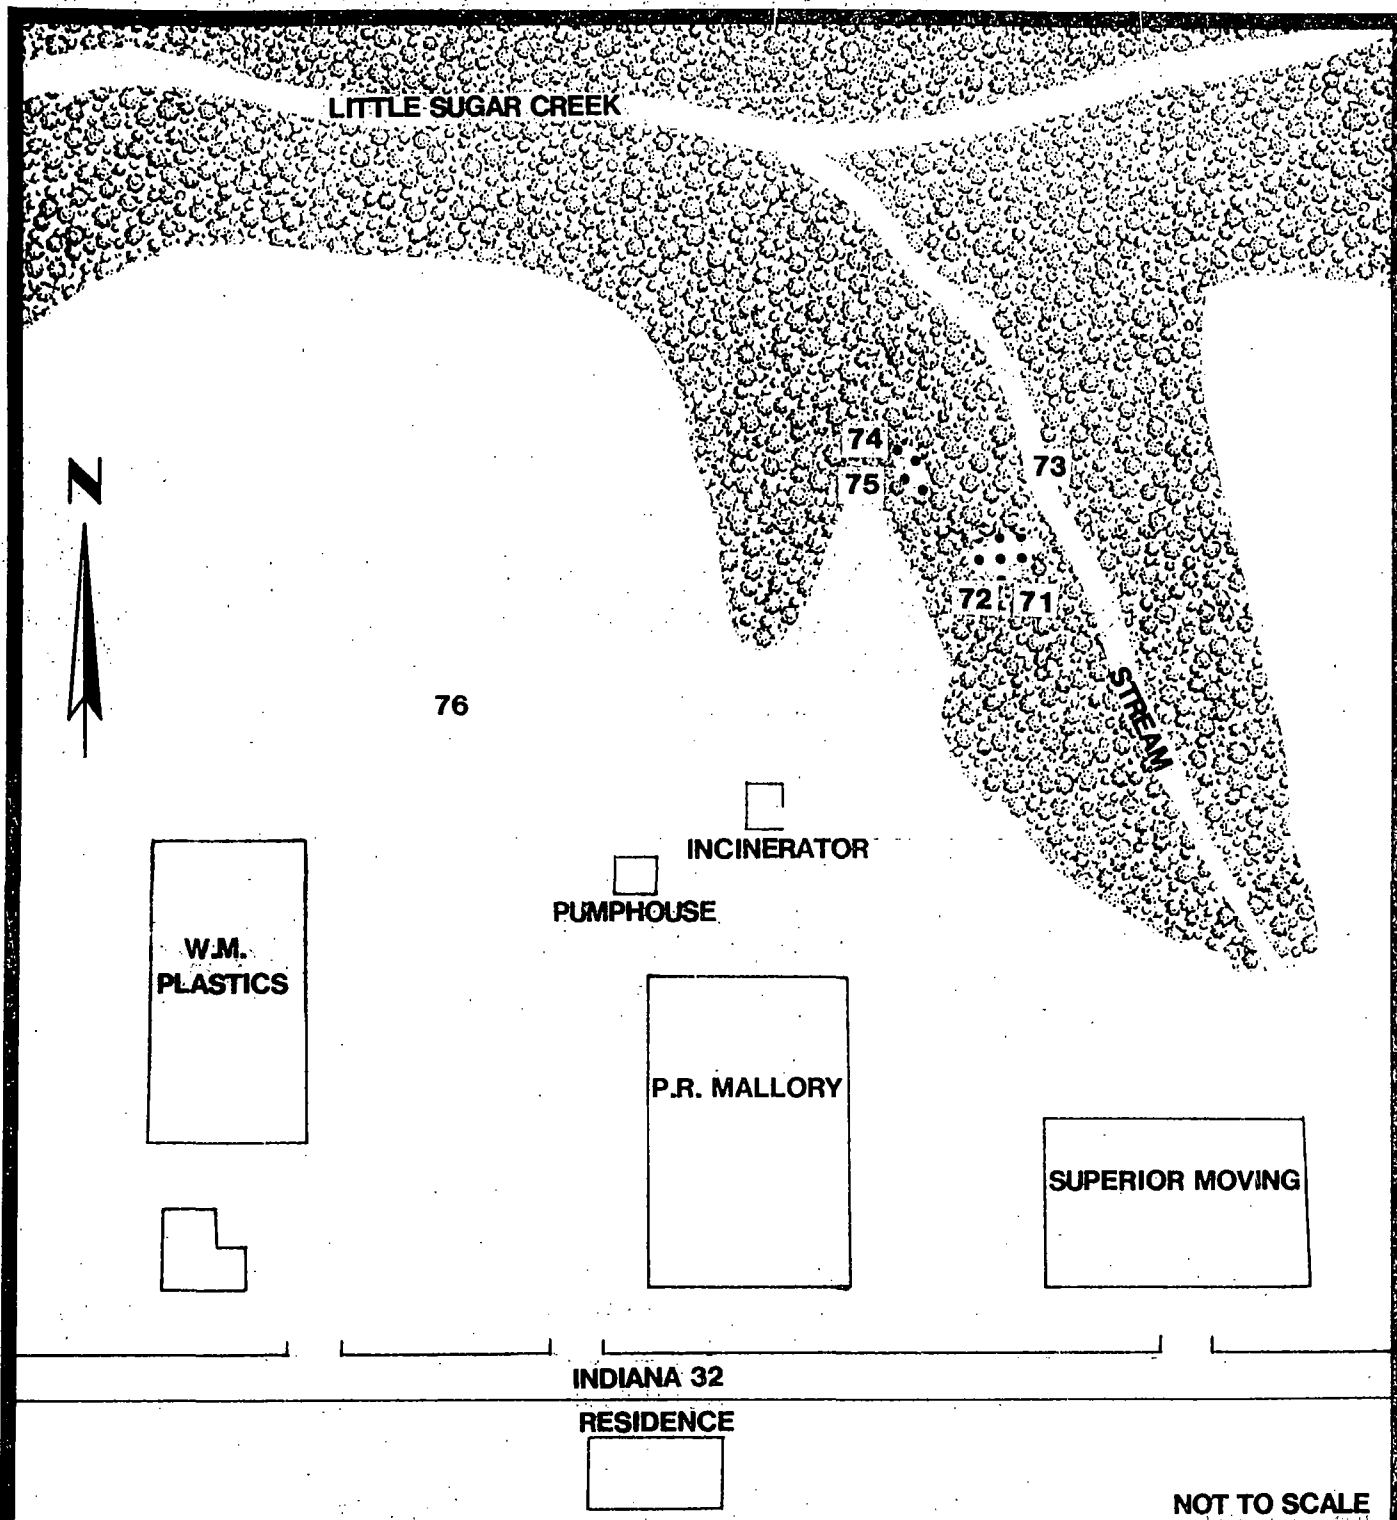 LITTLE SUGAR CREEK
74
75
73
72
71
N
76
STREAM
INCINERATOR
PUMPHOUSE
W.M.
PLASTICS
P.R. MALLORY
SUPERIOR MOVING
INDIANA 32
RESIDENCE
NOT TO SCALE